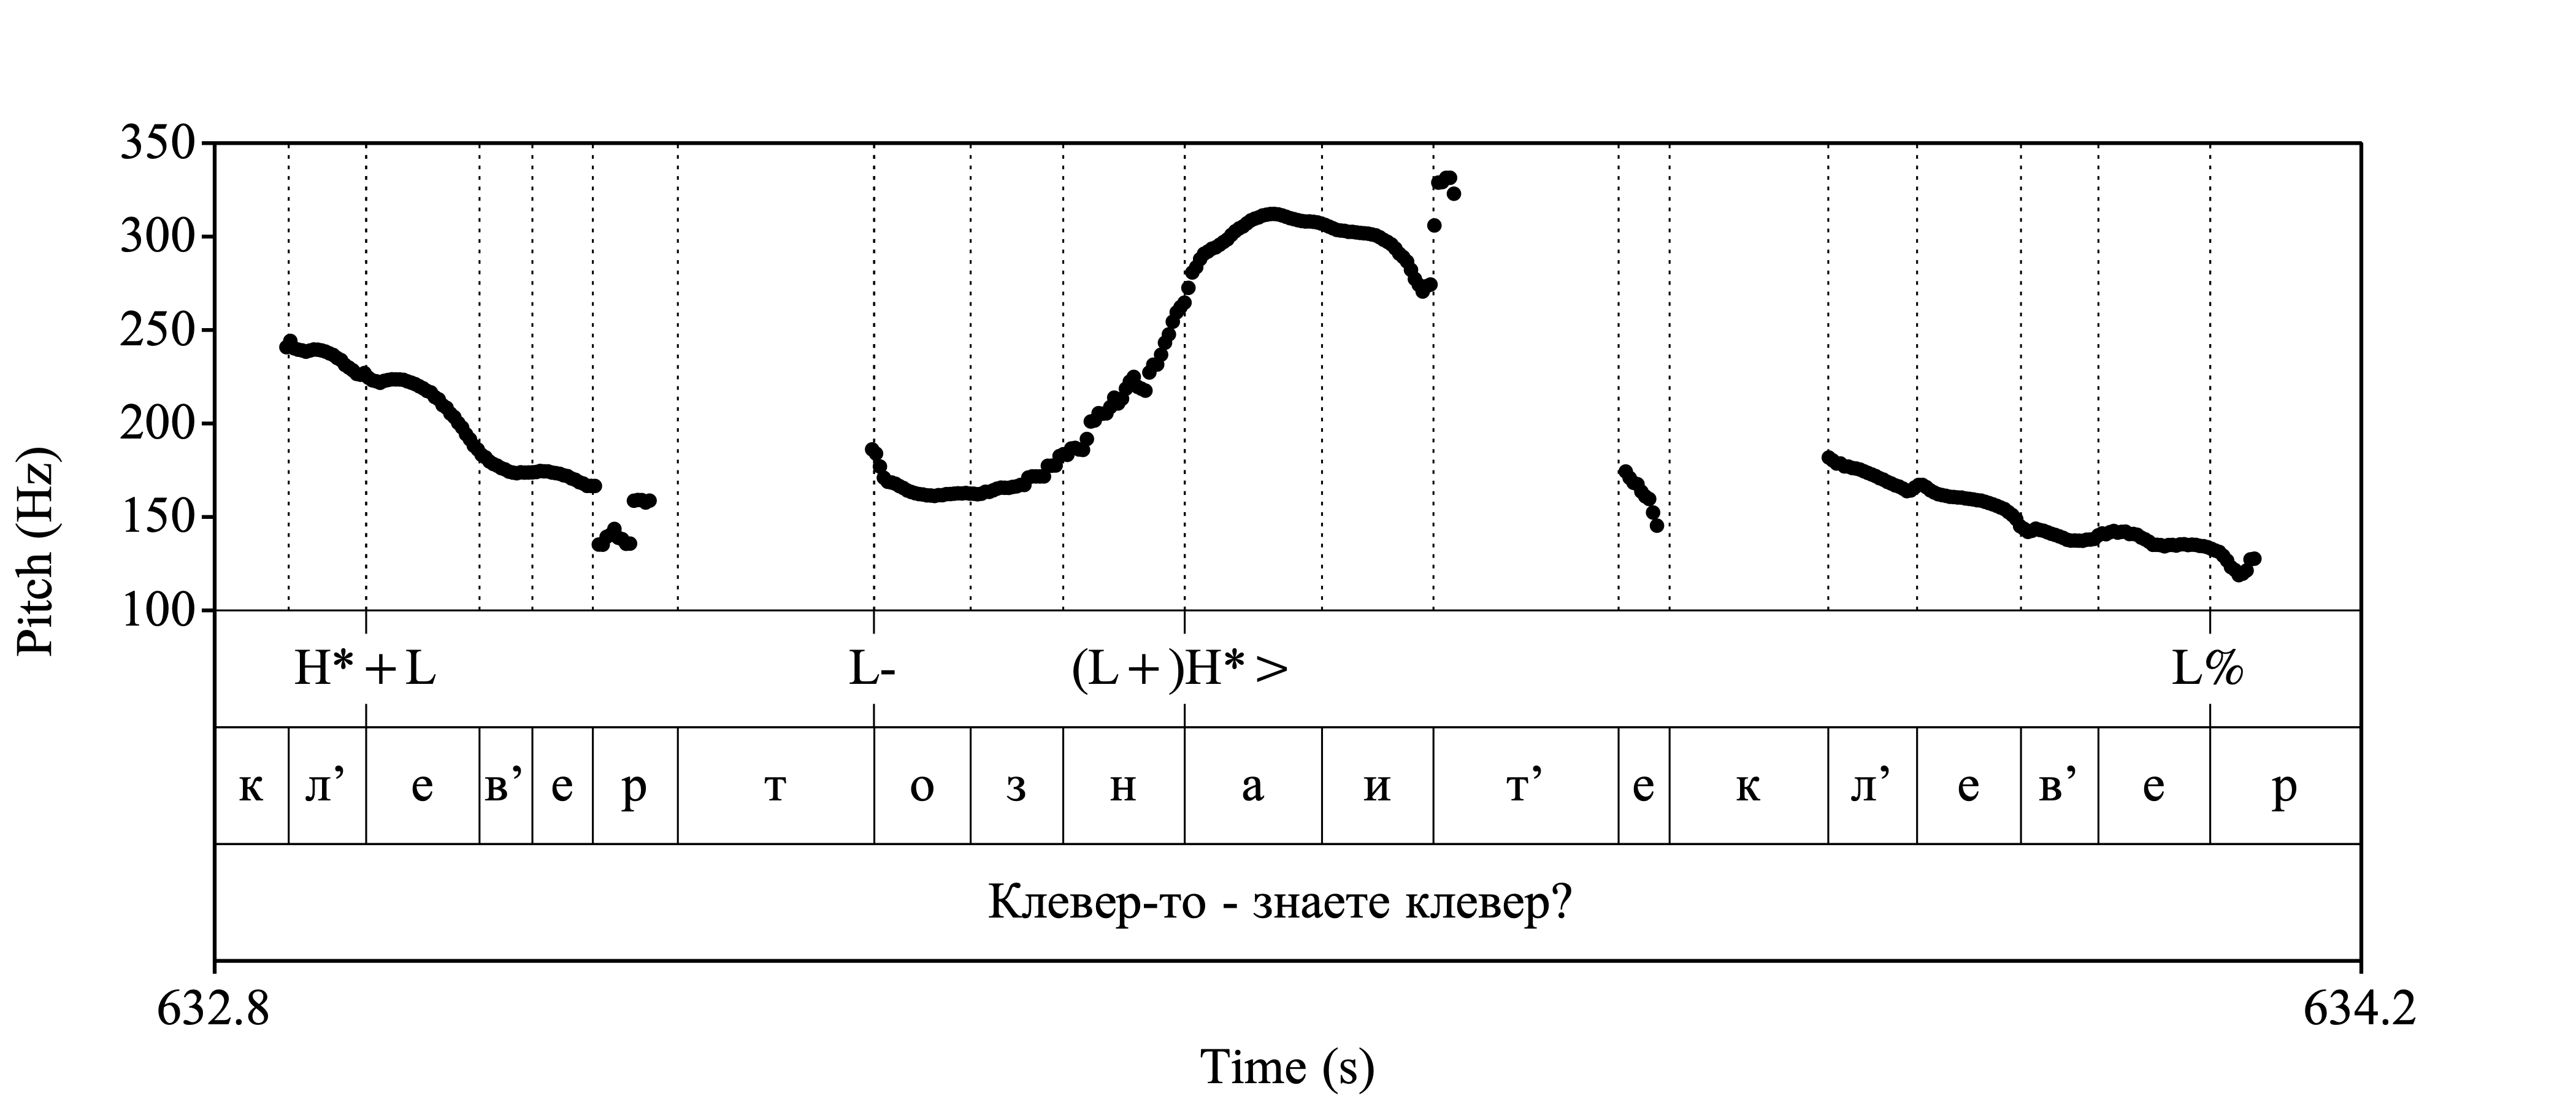 350
300
250
200
150
100
Pitch (Hz)
H*+L L- (L+)H*> L%
к л’ е в’ е р т о з н а и т’ е к л’ е в’ е р
Клевер-то - знаете клевер?
632.8 634.2
Time (s)